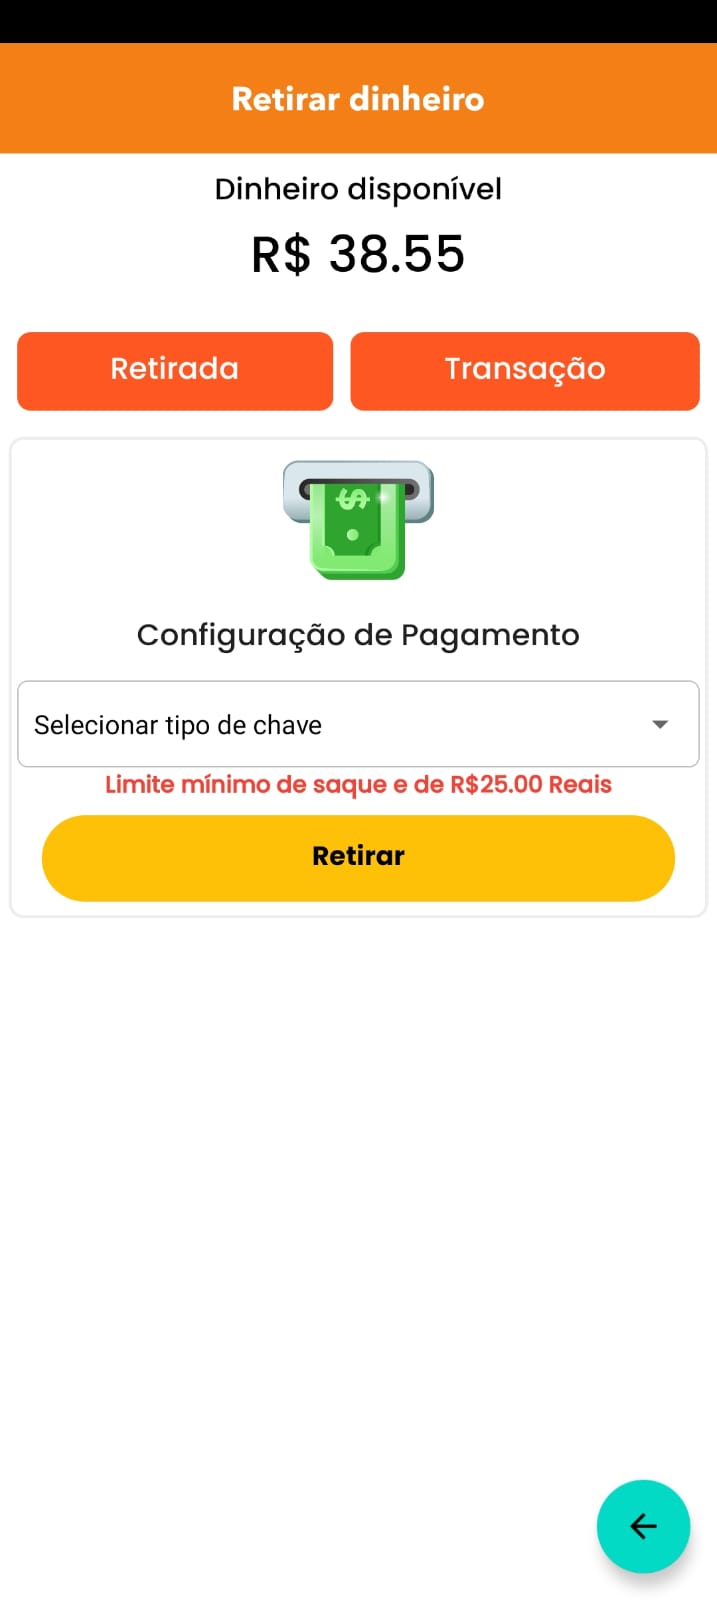 Retirar dinheiro
Dinheiro disponível
R$ 38.55
Retirada
Transação
$
Configuração de Pagamento
Selecionar tipo de chave
Limite mínimo de saque e de R$25.00 Reais
Retirar